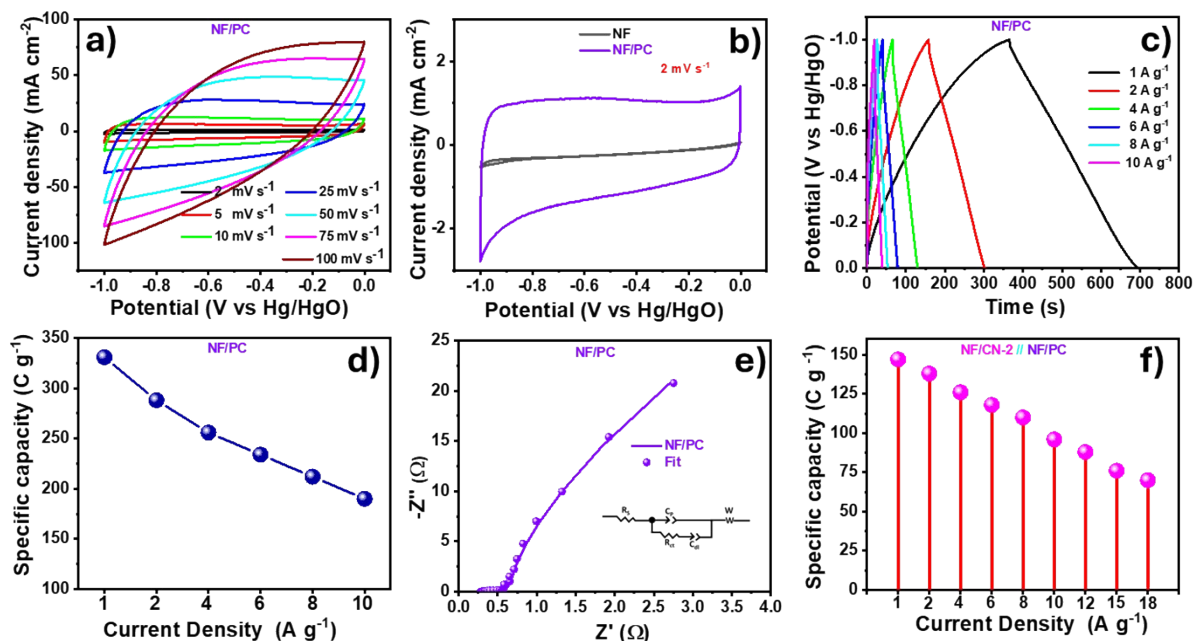 a)
NF/PC
Current density (mA cm⁻²)
100
50
0
-50
-100
2 mV s⁻¹
5 mV s⁻¹
10 mV s⁻¹
25 mV s⁻¹
50 mV s⁻¹
75 mV s⁻¹
100 mV s⁻¹
-1.0 -0.8 -0.6 -0.4 -0.2 0.0
Potential (V vs Hg/HgO)
b)
NF
NF/PC
2 mV s⁻¹
Current density (mA cm⁻²)
2
0
-2
-1.0 -0.8 -0.6 -0.4 -0.2 0.0
Potential (V vs Hg/HgO)
NF/PC
c)
1 A g⁻¹
2 A g⁻¹
4 A g⁻¹
6 A g⁻¹
8 A g⁻¹
10 A g⁻¹
Potential (V vs Hg/HgO)
-1.0
-0.8
-0.6
-0.4
-0.2
0.0
0 100 200 300 400 500 600 700 800
Time (s)
NF/PC
d)
Specific capacity (C g⁻¹)
350
300
250
200
150
100
1 2 4 6 8 10
Current Density (A g⁻¹)
NF/PC
e)
NF/PC
Fit
-Z'' (Ω)
25
20
15
10
5
0
0.0 0.5 1.0 1.5 2.0 2.5 3.0 3.5 4.0
Z' (Ω)
Rs
W
W
Rct
NF/CN-2 // NF/PC
f)
Specific capacity (C g⁻¹)
150
125
100
75
50
25
0
1 2 4 6 8 10 12 15 18
Current Density (A g⁻¹)